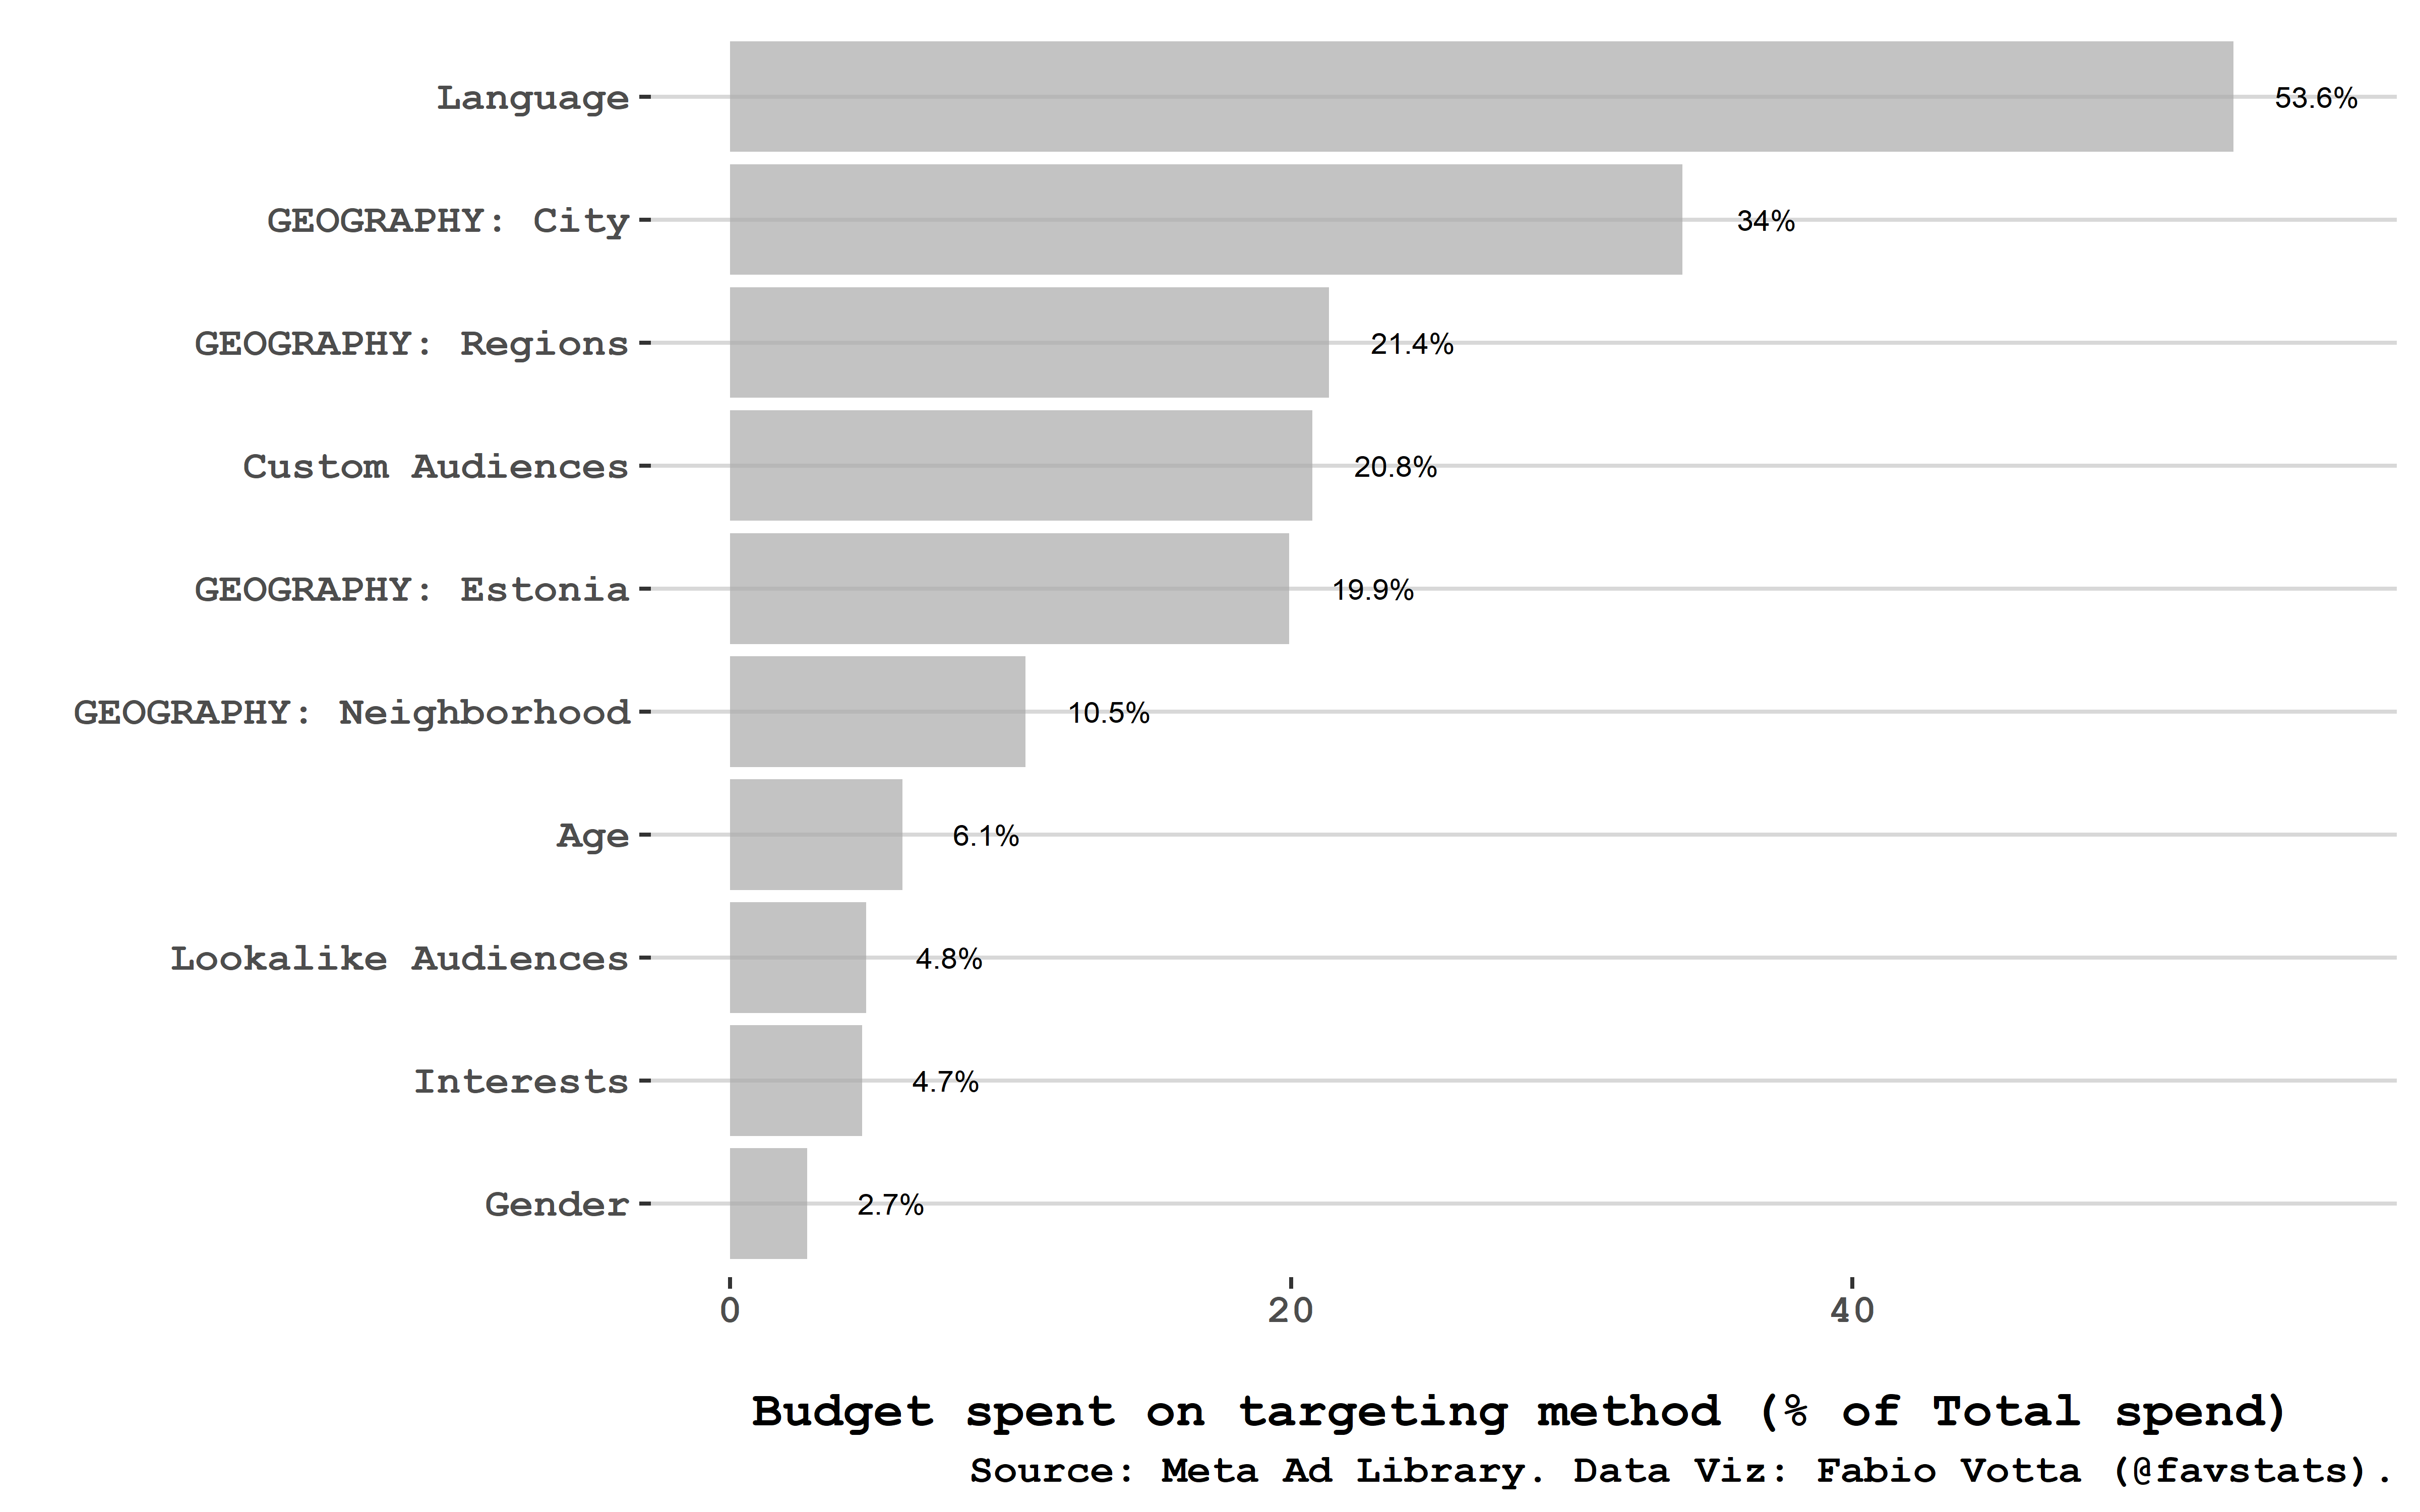 Language 53.6%
GEOGRAPHY: City 34%
GEOGRAPHY: Regions 21.4%
Custom Audiences 20.8%
GEOGRAPHY: Estonia 19.9%
GEOGRAPHY: Neighborhood 10.5%
Age 6.1%
Lookalike Audiences 4.8%
Interests 4.7%
Gender 2.7%
0 20 40
Budget spent on targeting method (% of Total spend)
Source: Meta Ad Library. Data Viz: Fabio Votta (@favstats).